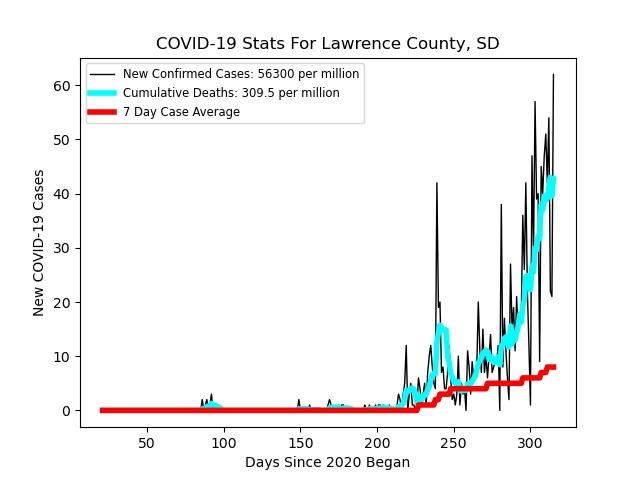 COVID-19 Stats For Lawrence County, SD
New Confirmed Cases: 56300 per million
Cumulative Deaths: 309.5 per million
7 Day Case Average
New COVID-19 Cases
60
50
40
30
20
10
0
50 100 150 200 250 300
Days Since 2020 Began